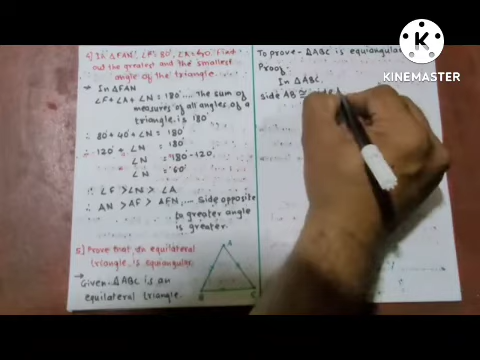 4] In ΔFAN, ∠F=80°, ∠A=40°. Find
out the greatest and the smallest
angle of the triangle.
→ In ΔFAN
∠F+∠A+∠N = 180° .... The sum of
measures of all angles of a
triangle is 180°
∴ 80+40+∠N = 180°
∴ 120+∠N = 180°
∠N = 180-120
∠N = 60°
∴ ∠F > ∠N > ∠A
∴ AN > AF > FN .... Side opposite
to greater angle
is greater.
5] Prove that an equilateral
triangle is equiangular
→ Given- ΔABC is an
equilateral triangle.
A
B
C
To prove- ΔABC is equiangular
Proof-
In ΔABC
side AB ≅ side
KINEMASTER